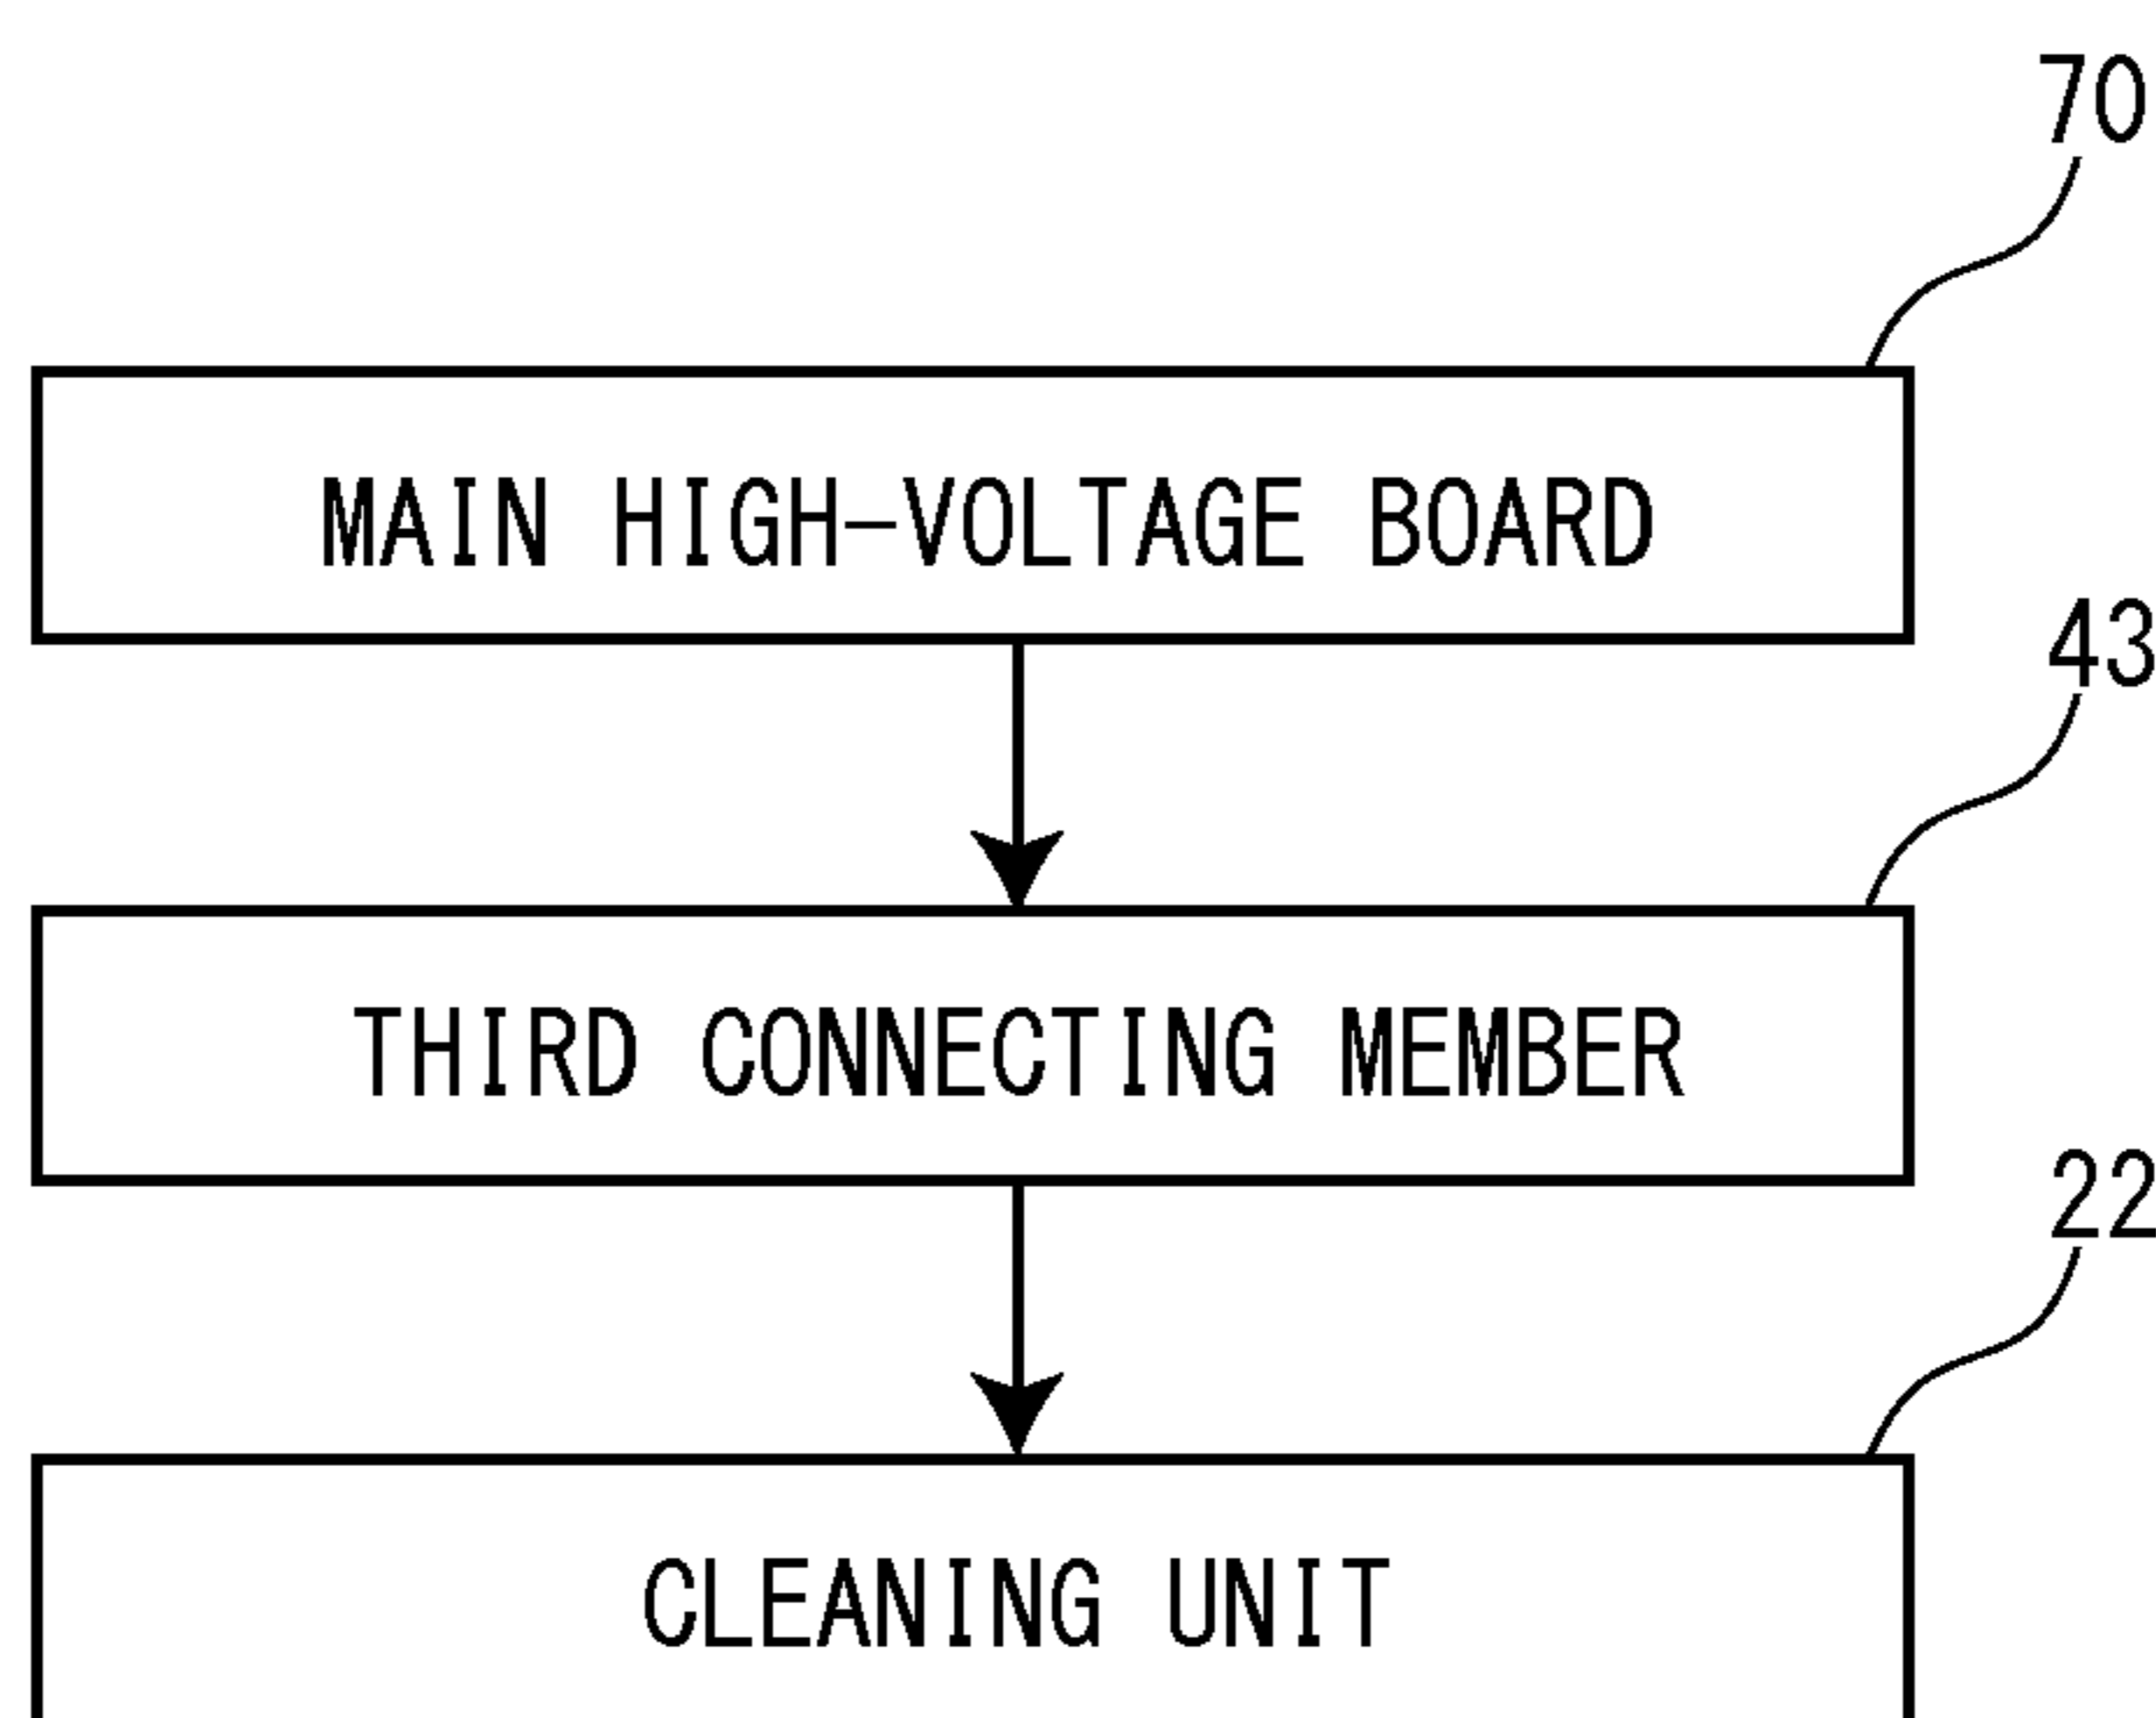 70
MAIN HIGH-VOLTAGE BOARD
43
THIRD CONNECTING MEMBER
22
CLEANING UNIT